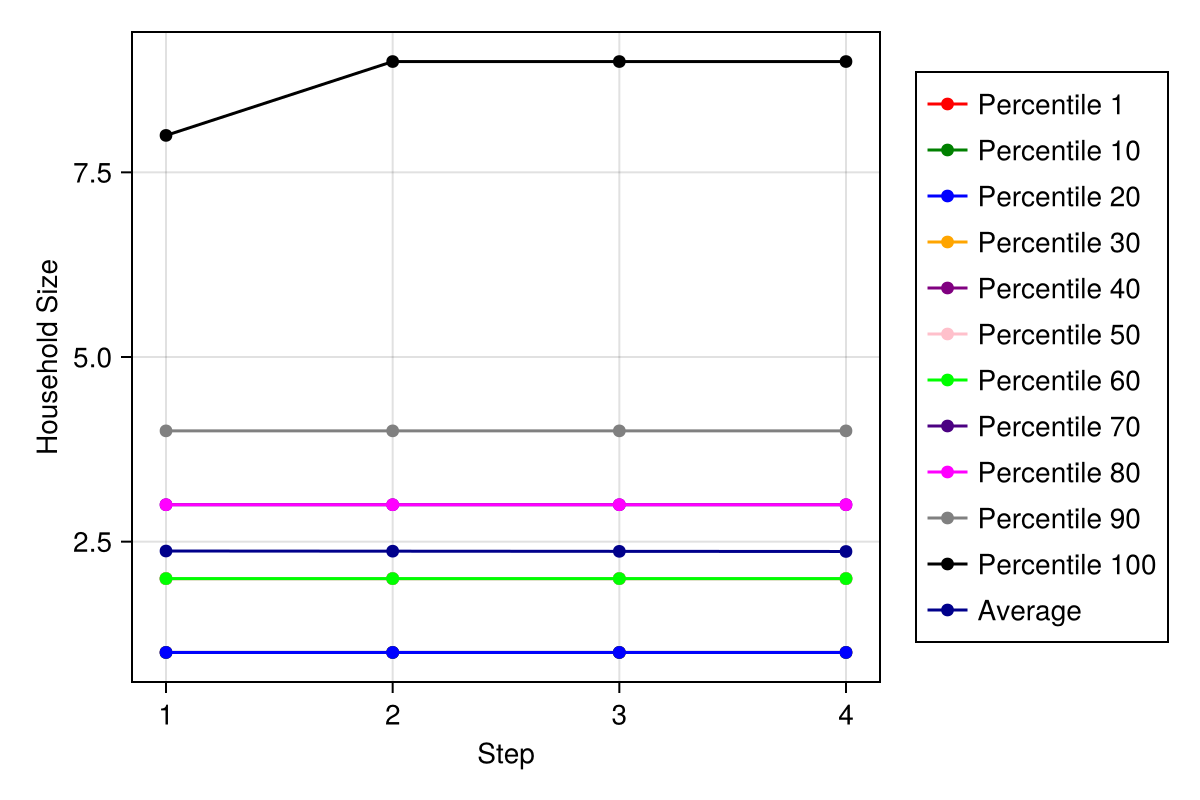 Household Size
7.5
5.0
2.5
1
2
3
4
Step
Percentile 1
Percentile 10
Percentile 20
Percentile 30
Percentile 40
Percentile 50
Percentile 60
Percentile 70
Percentile 80
Percentile 90
Percentile 100
Average